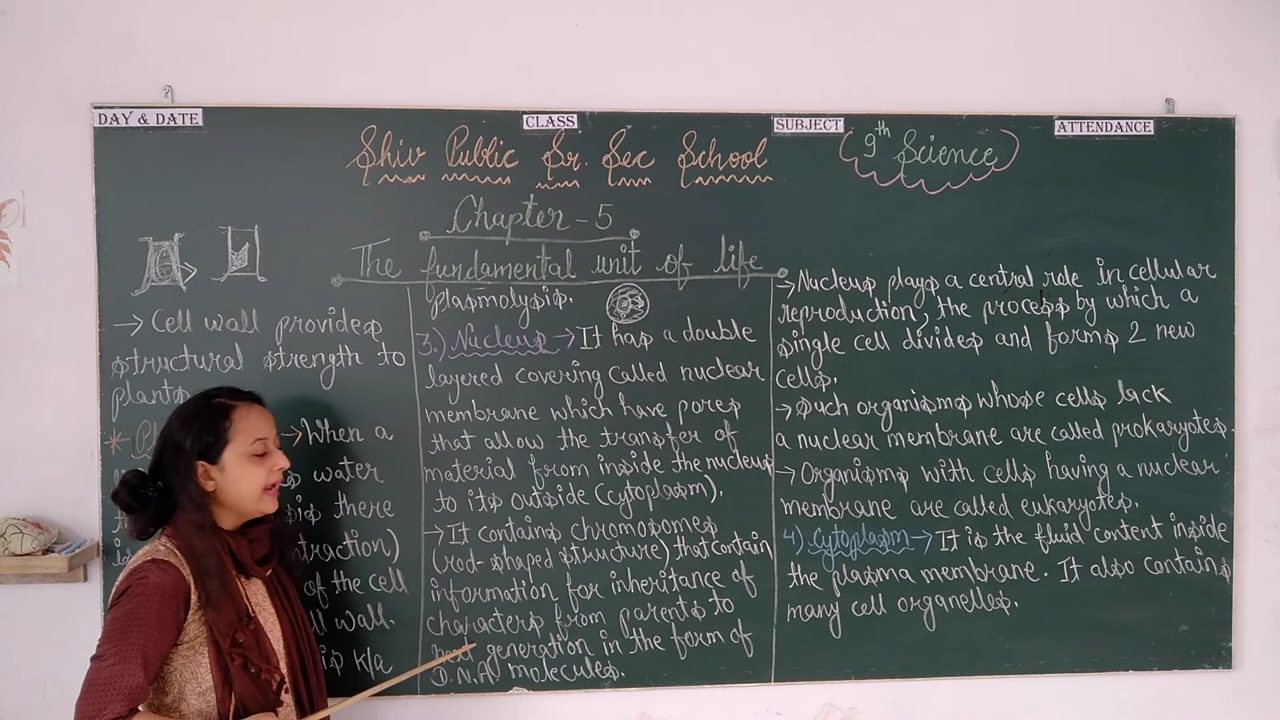 DAY & DATE
CLASS
SUBJECT
ATTENDANCE
Shiv Public Sr. Sec School
9th Science
Chapter - 5
The fundamental unit of life
→ Cell wall provides
structural strength to
plants
* → When a
water
there
traction)
of the cell
wall.
is k/a
plasmolysis.
3.) Nucleus → It has a double
layered covering called nuclear
membrane which have pores
that allow the transfer of
material from inside the nucleus
to its outside (cytoplasm).
→ It contains chromosomes
(rod-shaped structure) that contain
information for inheritance of
characters from parents to
next generation in the form of
D.N.A. molecules.
→ Nucleus plays a central role in cellular
reproduction, the process by which a
single cell divides and forms 2 new
cells.
→ Such organisms whose cells lack
a nuclear membrane are called prokaryotes.
→ Organisms with cells having a nuclear
membrane are called eukaryotes.
4) Cytoplasm → It is the fluid content inside
the plasma membrane. It also contains
many cell organelles.